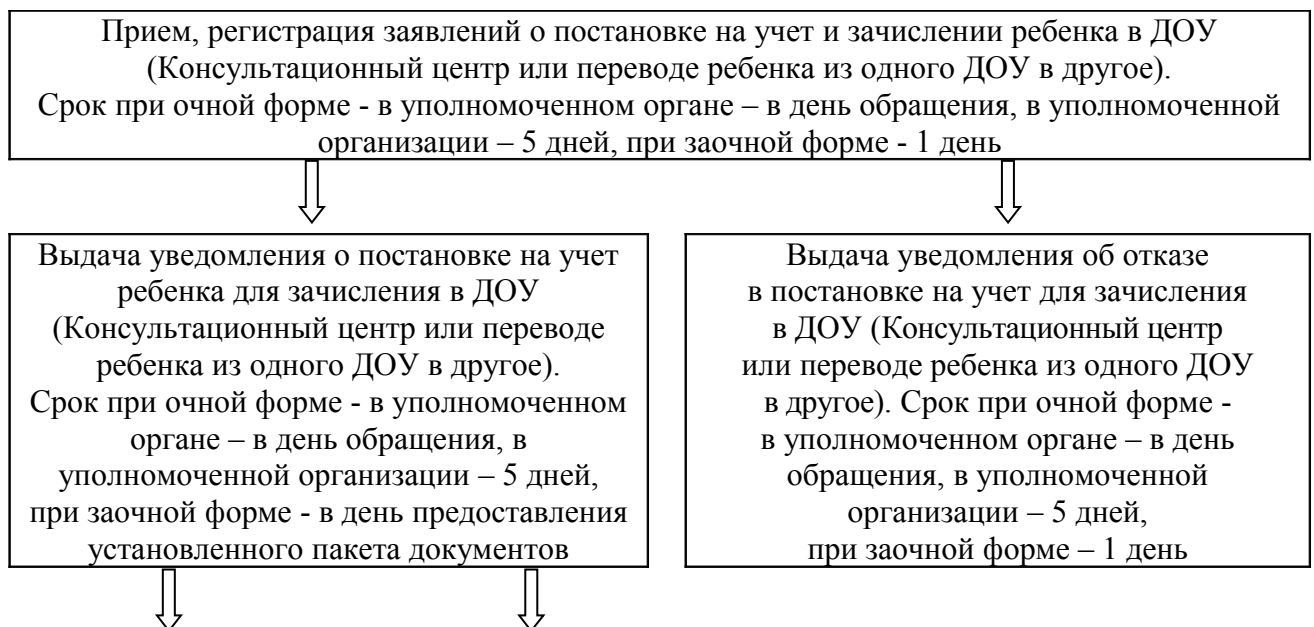 Прием, регистрация заявлений о постановке на учет и зачислении ребенка в ДОУ
(Консультационный центр или переводе ребенка из одного ДОУ в другое).
Срок при очной форме - в уполномоченном органе – в день обращения, в уполномоченной
организации – 5 дней, при заочной форме - 1 день
Выдача уведомления о постановке на учет
ребенка для зачисления в ДОУ
(Консультационный центр или переводе
ребенка из одного ДОУ в другое).
Срок при очной форме - в уполномоченном
органе – в день обращения, в
уполномоченной организации – 5 дней,
при заочной форме - в день предоставления
установленного пакета документов
Выдача уведомления об отказе
в постановке на учет для зачисления
в ДОУ (Консультационный центр
или переводе ребенка из одного ДОУ
в другое). Срок при очной форме -
в уполномоченном органе – в день
обращения, в уполномоченной
организации – 5 дней,
при заочной форме – 1 день